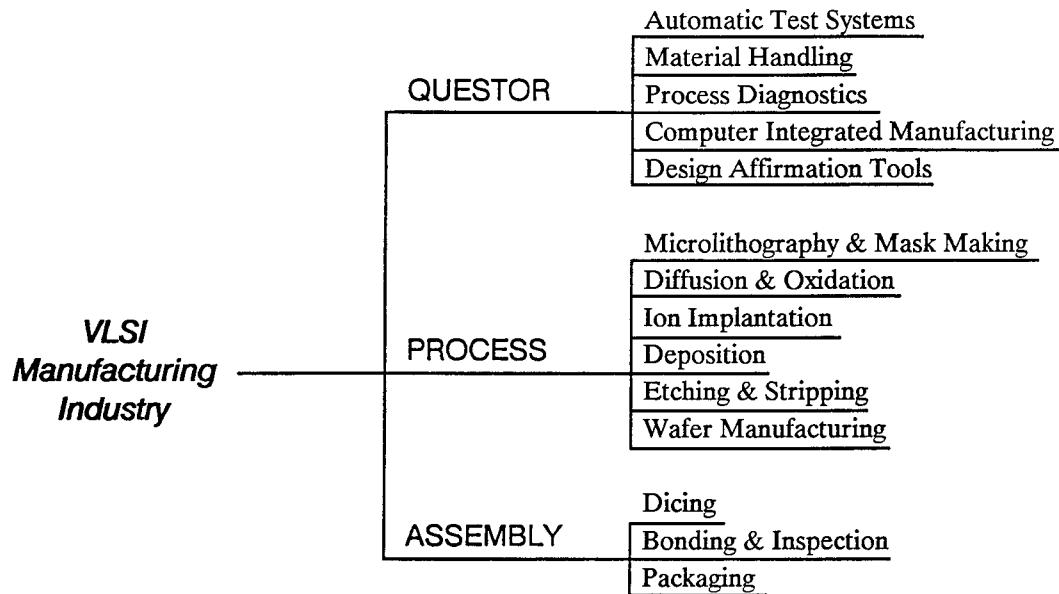 VLSI
Manufacturing
Industry
QUESTOR
Automatic Test Systems
Material Handling
Process Diagnostics
Computer Integrated Manufacturing
Design Affirmation Tools
PROCESS
Microlithography & Mask Making
Diffusion & Oxidation
Ion Implantation
Deposition
Etching & Stripping
Wafer Manufacturing
ASSEMBLY
Dicing
Bonding & Inspection
Packaging